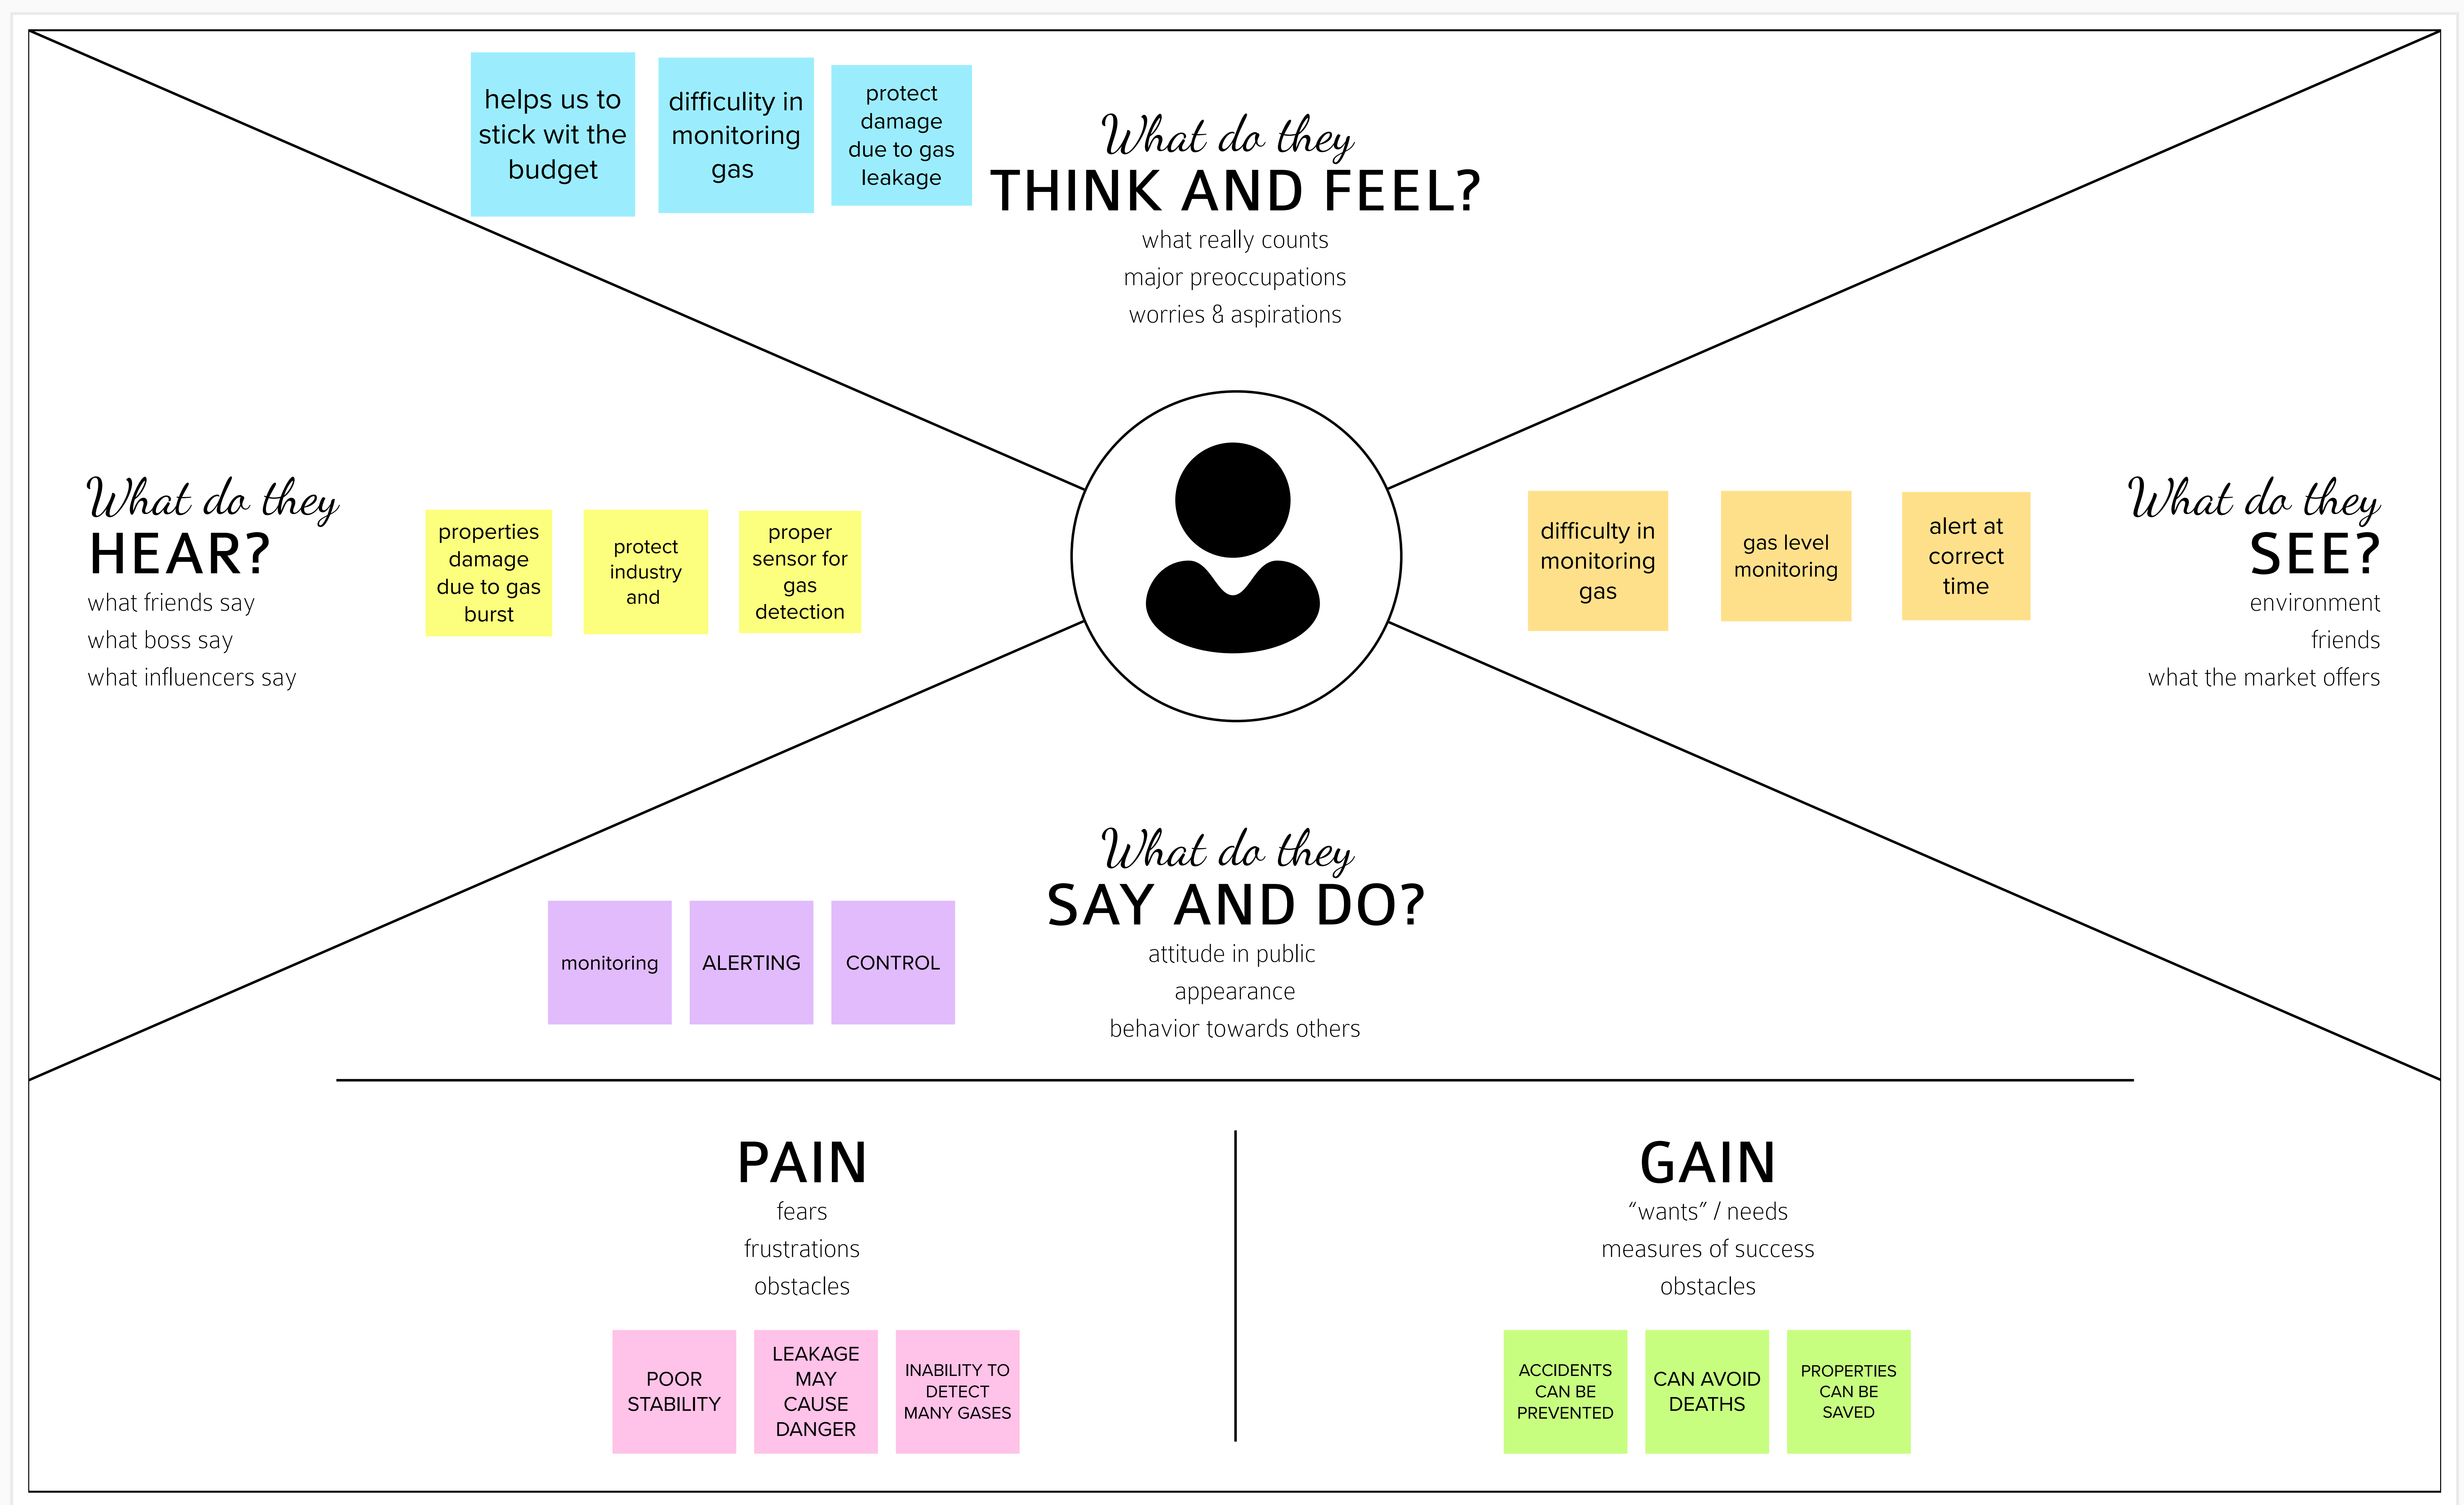 helps us to
stick wit the
budget
difficulity in
monitoring
gas
protect
damage
due to gas
leakage
What do they
THINK AND FEEL?
what really counts
major preoccupations
worries & aspirations
What do they
HEAR?
what friends say
what boss say
what influencers say
properties
damage
due to gas
burst
protect
industry
and
proper
sensor for
gas
detection
difficulty in
monitoring
gas
gas level
monitoring
alert at
correct
time
What do they
SEE?
environment
friends
what the market offers
What do they
SAY AND DO?
attitude in public
appearance
behavior towards others
monitoring
ALERTING
CONTROL
PAIN
fears
frustrations
obstacles
POOR
STABILITY
LEAKAGE
MAY
CAUSE
DANGER
INABILITY TO
DETECT
MANY GASES
GAIN
“wants” / needs
measures of success
obstacles
ACCIDENTS
CAN BE
PREVENTED
CAN AVOID
DEATHS
PROPERTIES
CAN BE
SAVED